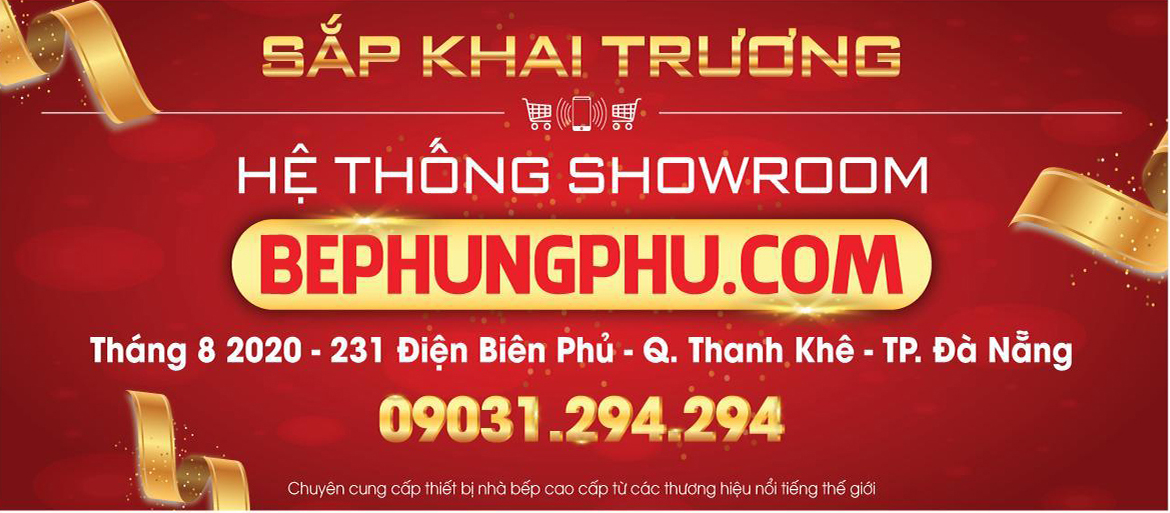 SẮP KHAI TRƯƠNG
HỆ THỐNG SHOWROOM
BEPHUNGPHU.COM
Tháng 8 2020 - 231 Điện Biên Phủ - Q. Thanh Khê - TP. Đà Nẵng
09031.294.294
Chuyên cung cấp thiết bị nhà bếp cao cấp từ các thương hiệu nổi tiếng thế giới